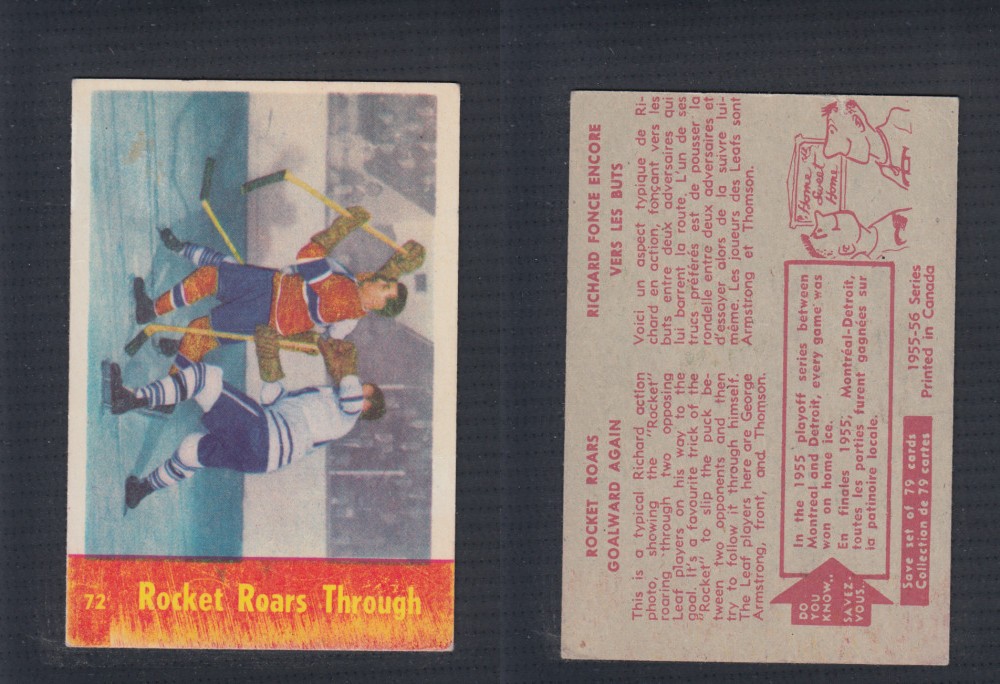 72 Rocket Roars Through
ROCKET ROARS
GOALWARD AGAIN
This is a typical Richard action
photo, showing the "Rocket"
roaring through two opposing
Leaf players on his way to the
goal. It's a favourite trick of the
"Rocket" to slip the puck be-
tween two opponents and then
try to follow it through himself.
The Leaf players here are George
Armstrong, front, and Thomson.
RICHARD FONCE ENCORE
VERS LES BUTS
Voici un aspect typique de Ri-
chard en action, fonçant vers les
buts entre deux adversaires qui
lui barrent la route. L'un de ses
trucs préférés est de pousser la
rondelle entre deux adversaires et
d'essayer alors de la suivre lui-
même. Les joueurs des Leafs sont
Armstrong et Thomson.
DO
YOU
KNOW..
SAVEZ-
VOUS.
In the 1955 playoff series between
Montreal and Detroit, every game was
won on home ice.
En finales 1955, Montréal-Detroit,
toutes les parties furent gagnées sur
la patinoire locale.
Home
Sweet
Home
Save set of 79 cards
Collection de 79 cartes
1955-56 Series
Printed in Canada